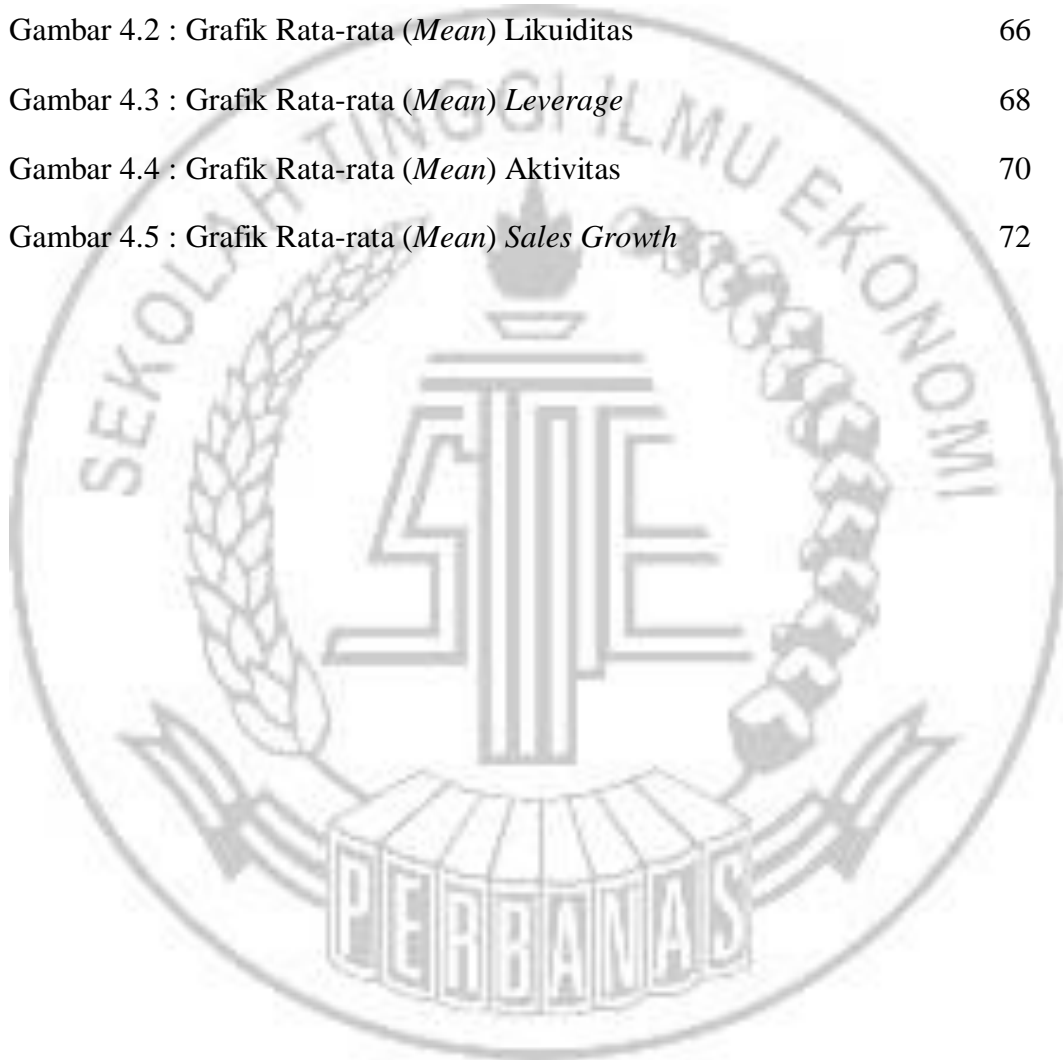 Gambar 4.2 : Grafik Rata-rata (Mean) Likuiditas 66
Gambar 4.3 : Grafik Rata-rata (Mean) Leverage 68
Gambar 4.4 : Grafik Rata-rata (Mean) Aktivitas 70
Gambar 4.5 : Grafik Rata-rata (Mean) Sales Growth 72
SEKOLAH TINGGI ILMU EKONOMI
STIE
PERBANAS